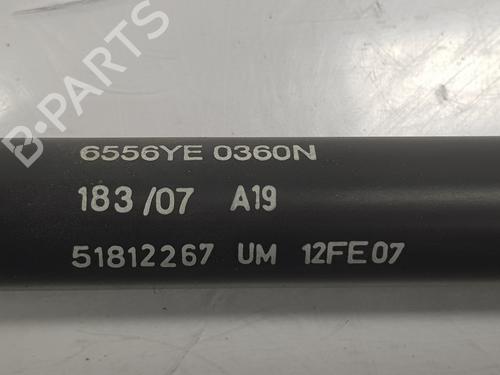 B-PARTS
6556YE 0360N
183/07 A19
51812267 UM 12FE07